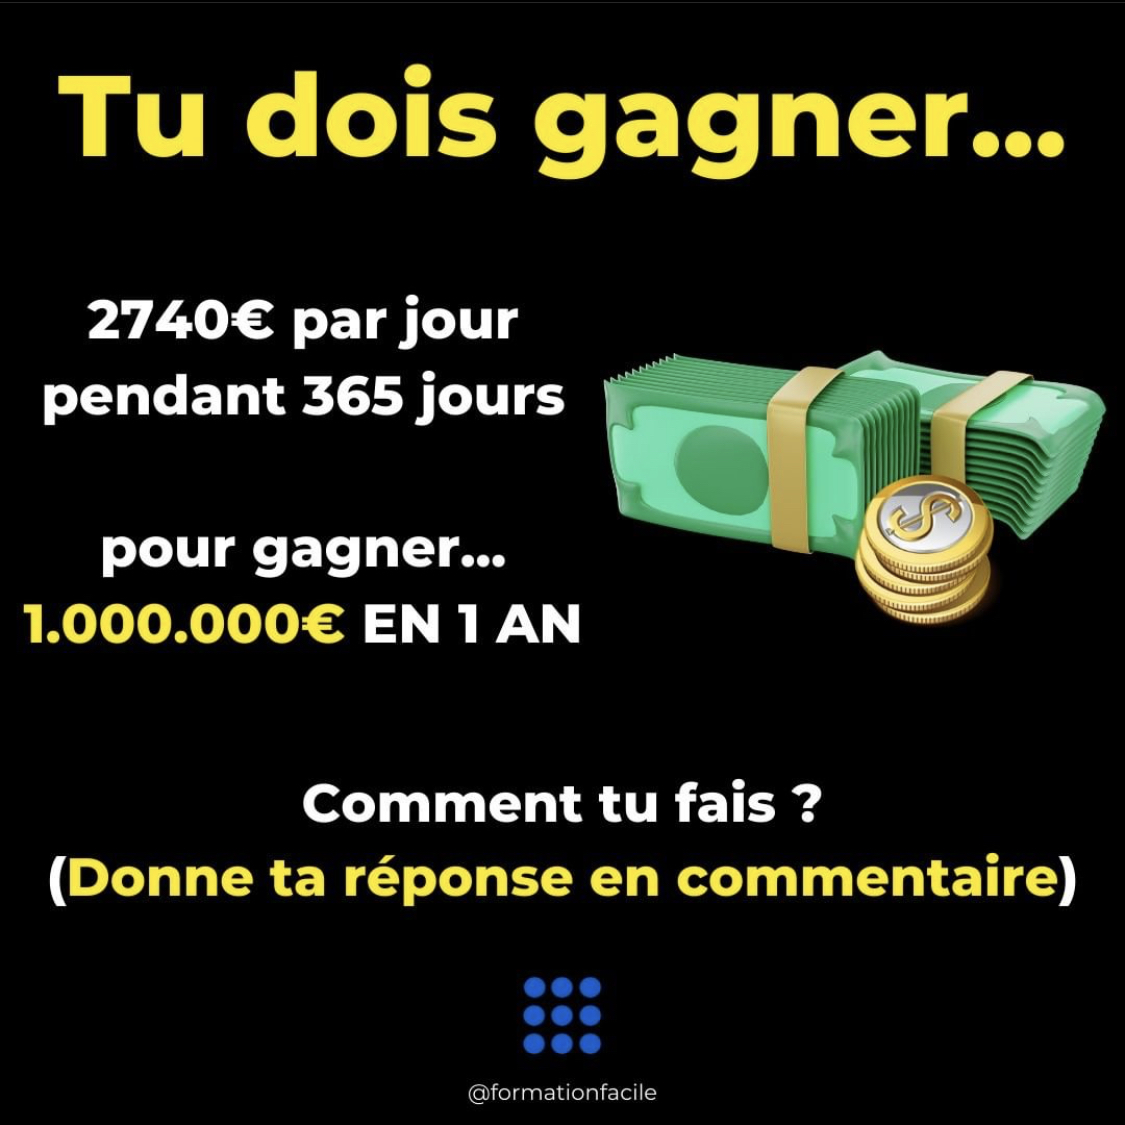 Tu dois gagner...
2740€ par jour
pendant 365 jours
pour gagner...
1.000.000€ EN 1 AN
Comment tu fais ?
(Donne ta réponse en commentaire)
@formationfacile